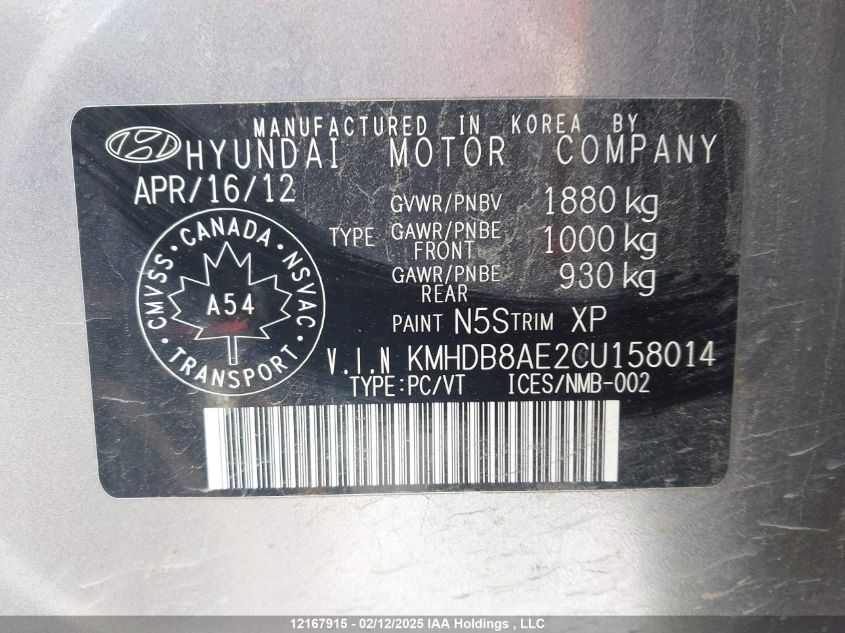 MANUFACTURED IN KOREA BY
HYUNDAI MOTOR COMPANY
APR/16/12
GVWR/PNBV 1880 kg
TYPE GAWR/PNBE FRONT 1000 kg
GAWR/PNBE REAR 930 kg
CMVSS · CANADA · NSVAC
A54
TRANSPORT
PAINT N5S TRIM XP
V.I.N KMHDB8AE2CU158014
TYPE:PC/VT ICES/NMB-002
12167915 - 02/12/2025 IAA Holdings , LLC